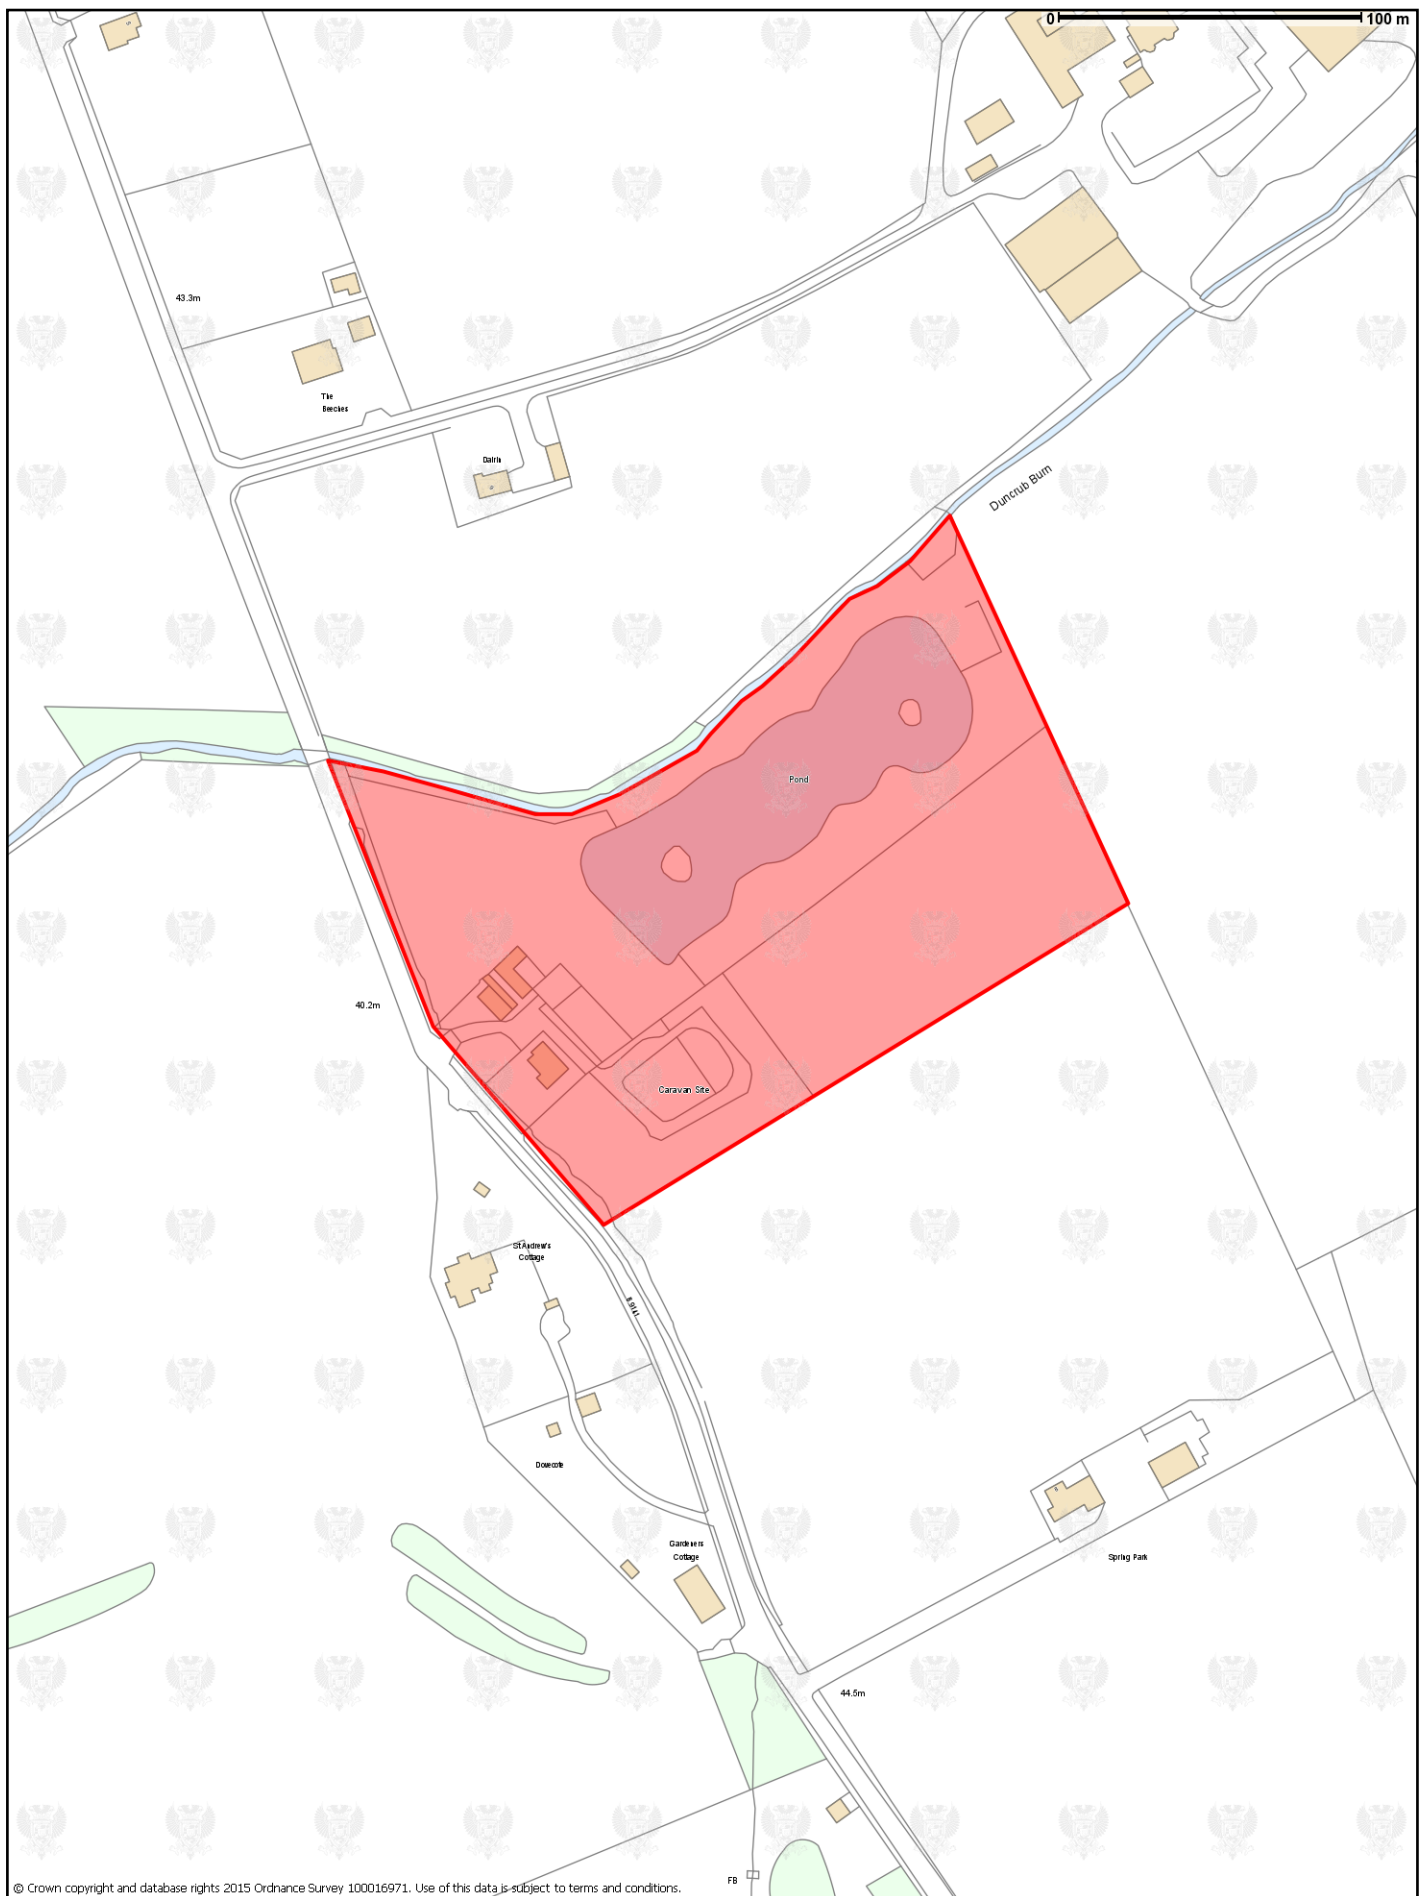 0 100 m
43.3m
The
Beeches
Duncrub Burn
Pond
40.2m
Caravan Site
St Andrew's
Cottage
B 9141
Dovecote
Gardeners
Cottage
Spring Park
44.5m
FB
© Crown copyright and database rights 2015 Ordnance Survey 100016971. Use of this data is subject to terms and conditions.